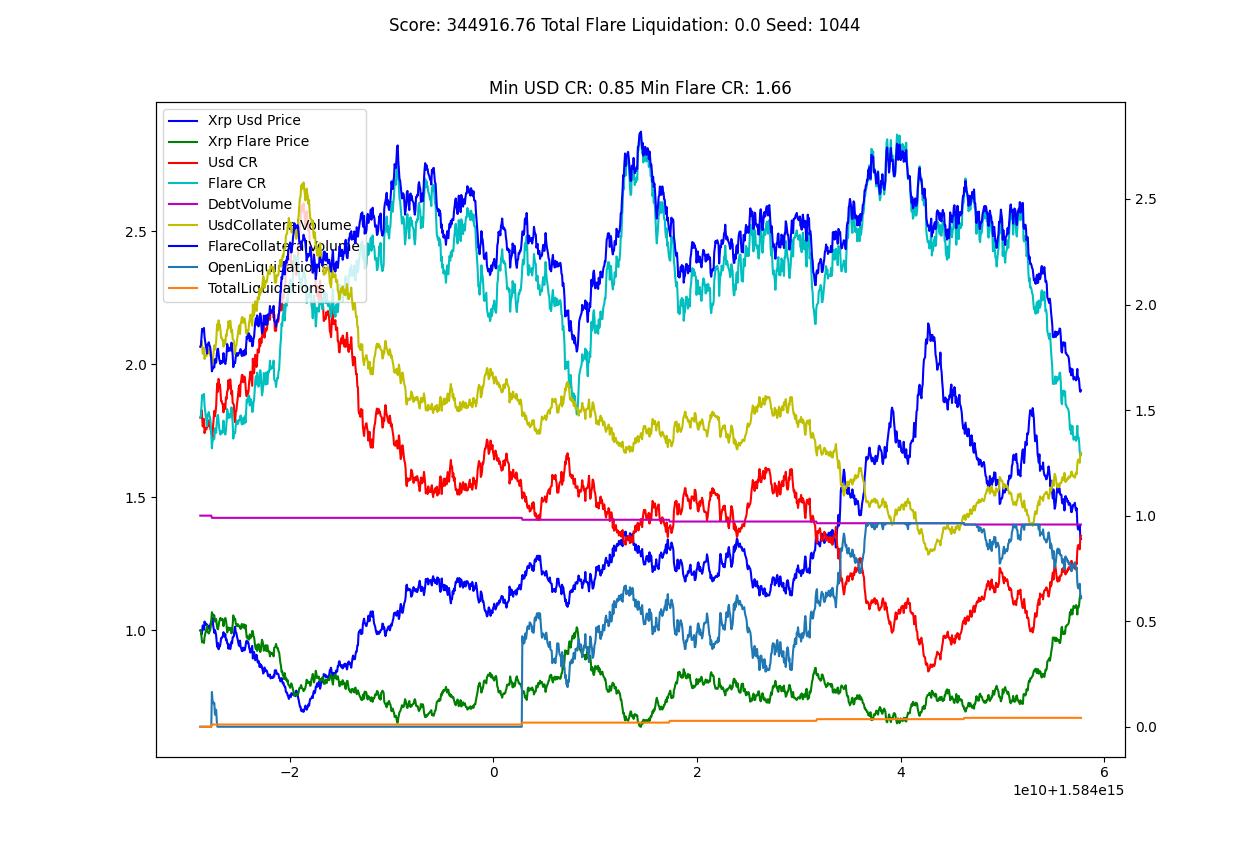 Score: 344916.76 Total Flare Liquidation: 0.0 Seed: 1044
Min USD CR: 0.85 Min Flare CR: 1.66
Xrp Usd Price
Xrp Flare Price
Usd CR
Flare CR
DebtVolume
UsdCollateralVolume
FlareCollateralVolume
OpenLiquidations
TotalLiquidations
2.5
2.0
1.5
1.0
2.5
2.0
1.5
1.0
0.5
0.0
−2
0
2
4
6
1e10+1.584e15